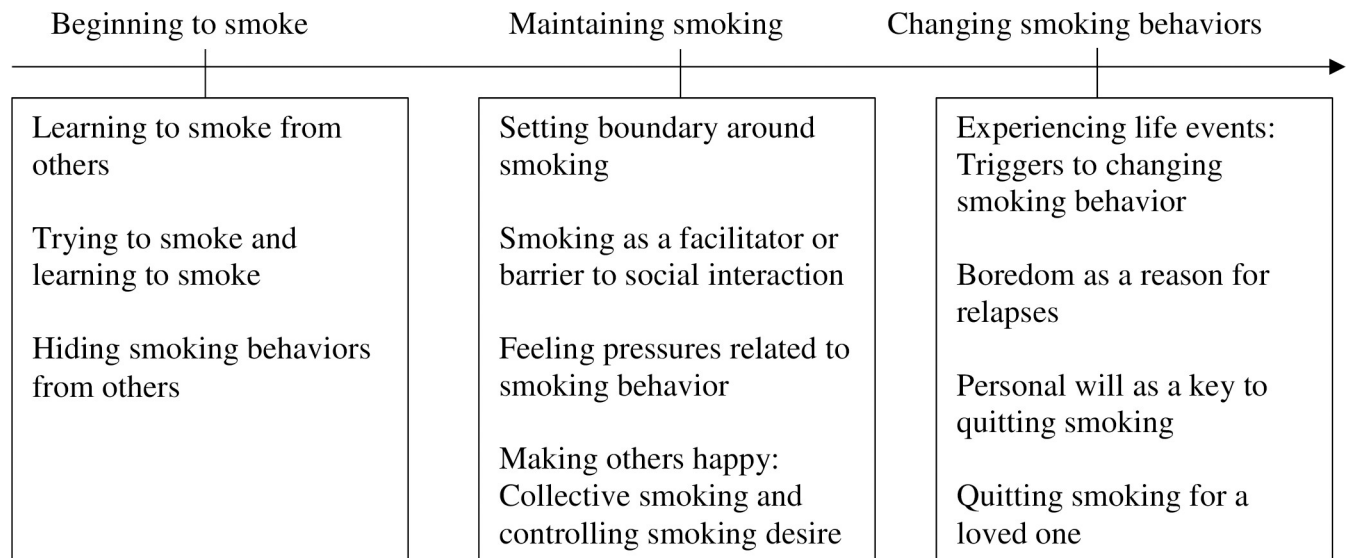 Beginning to smoke
Maintaining smoking
Changing smoking behaviors
Learning to smoke from
others
Trying to smoke and
learning to smoke
Hiding smoking behaviors
from others
Setting boundary around
smoking
Smoking as a facilitator or
barrier to social interaction
Feeling pressures related to
smoking behavior
Making others happy:
Collective smoking and
controlling smoking desire
Experiencing life events:
Triggers to changing
smoking behavior
Boredom as a reason for
relapses
Personal will as a key to
quitting smoking
Quitting smoking for a
loved one